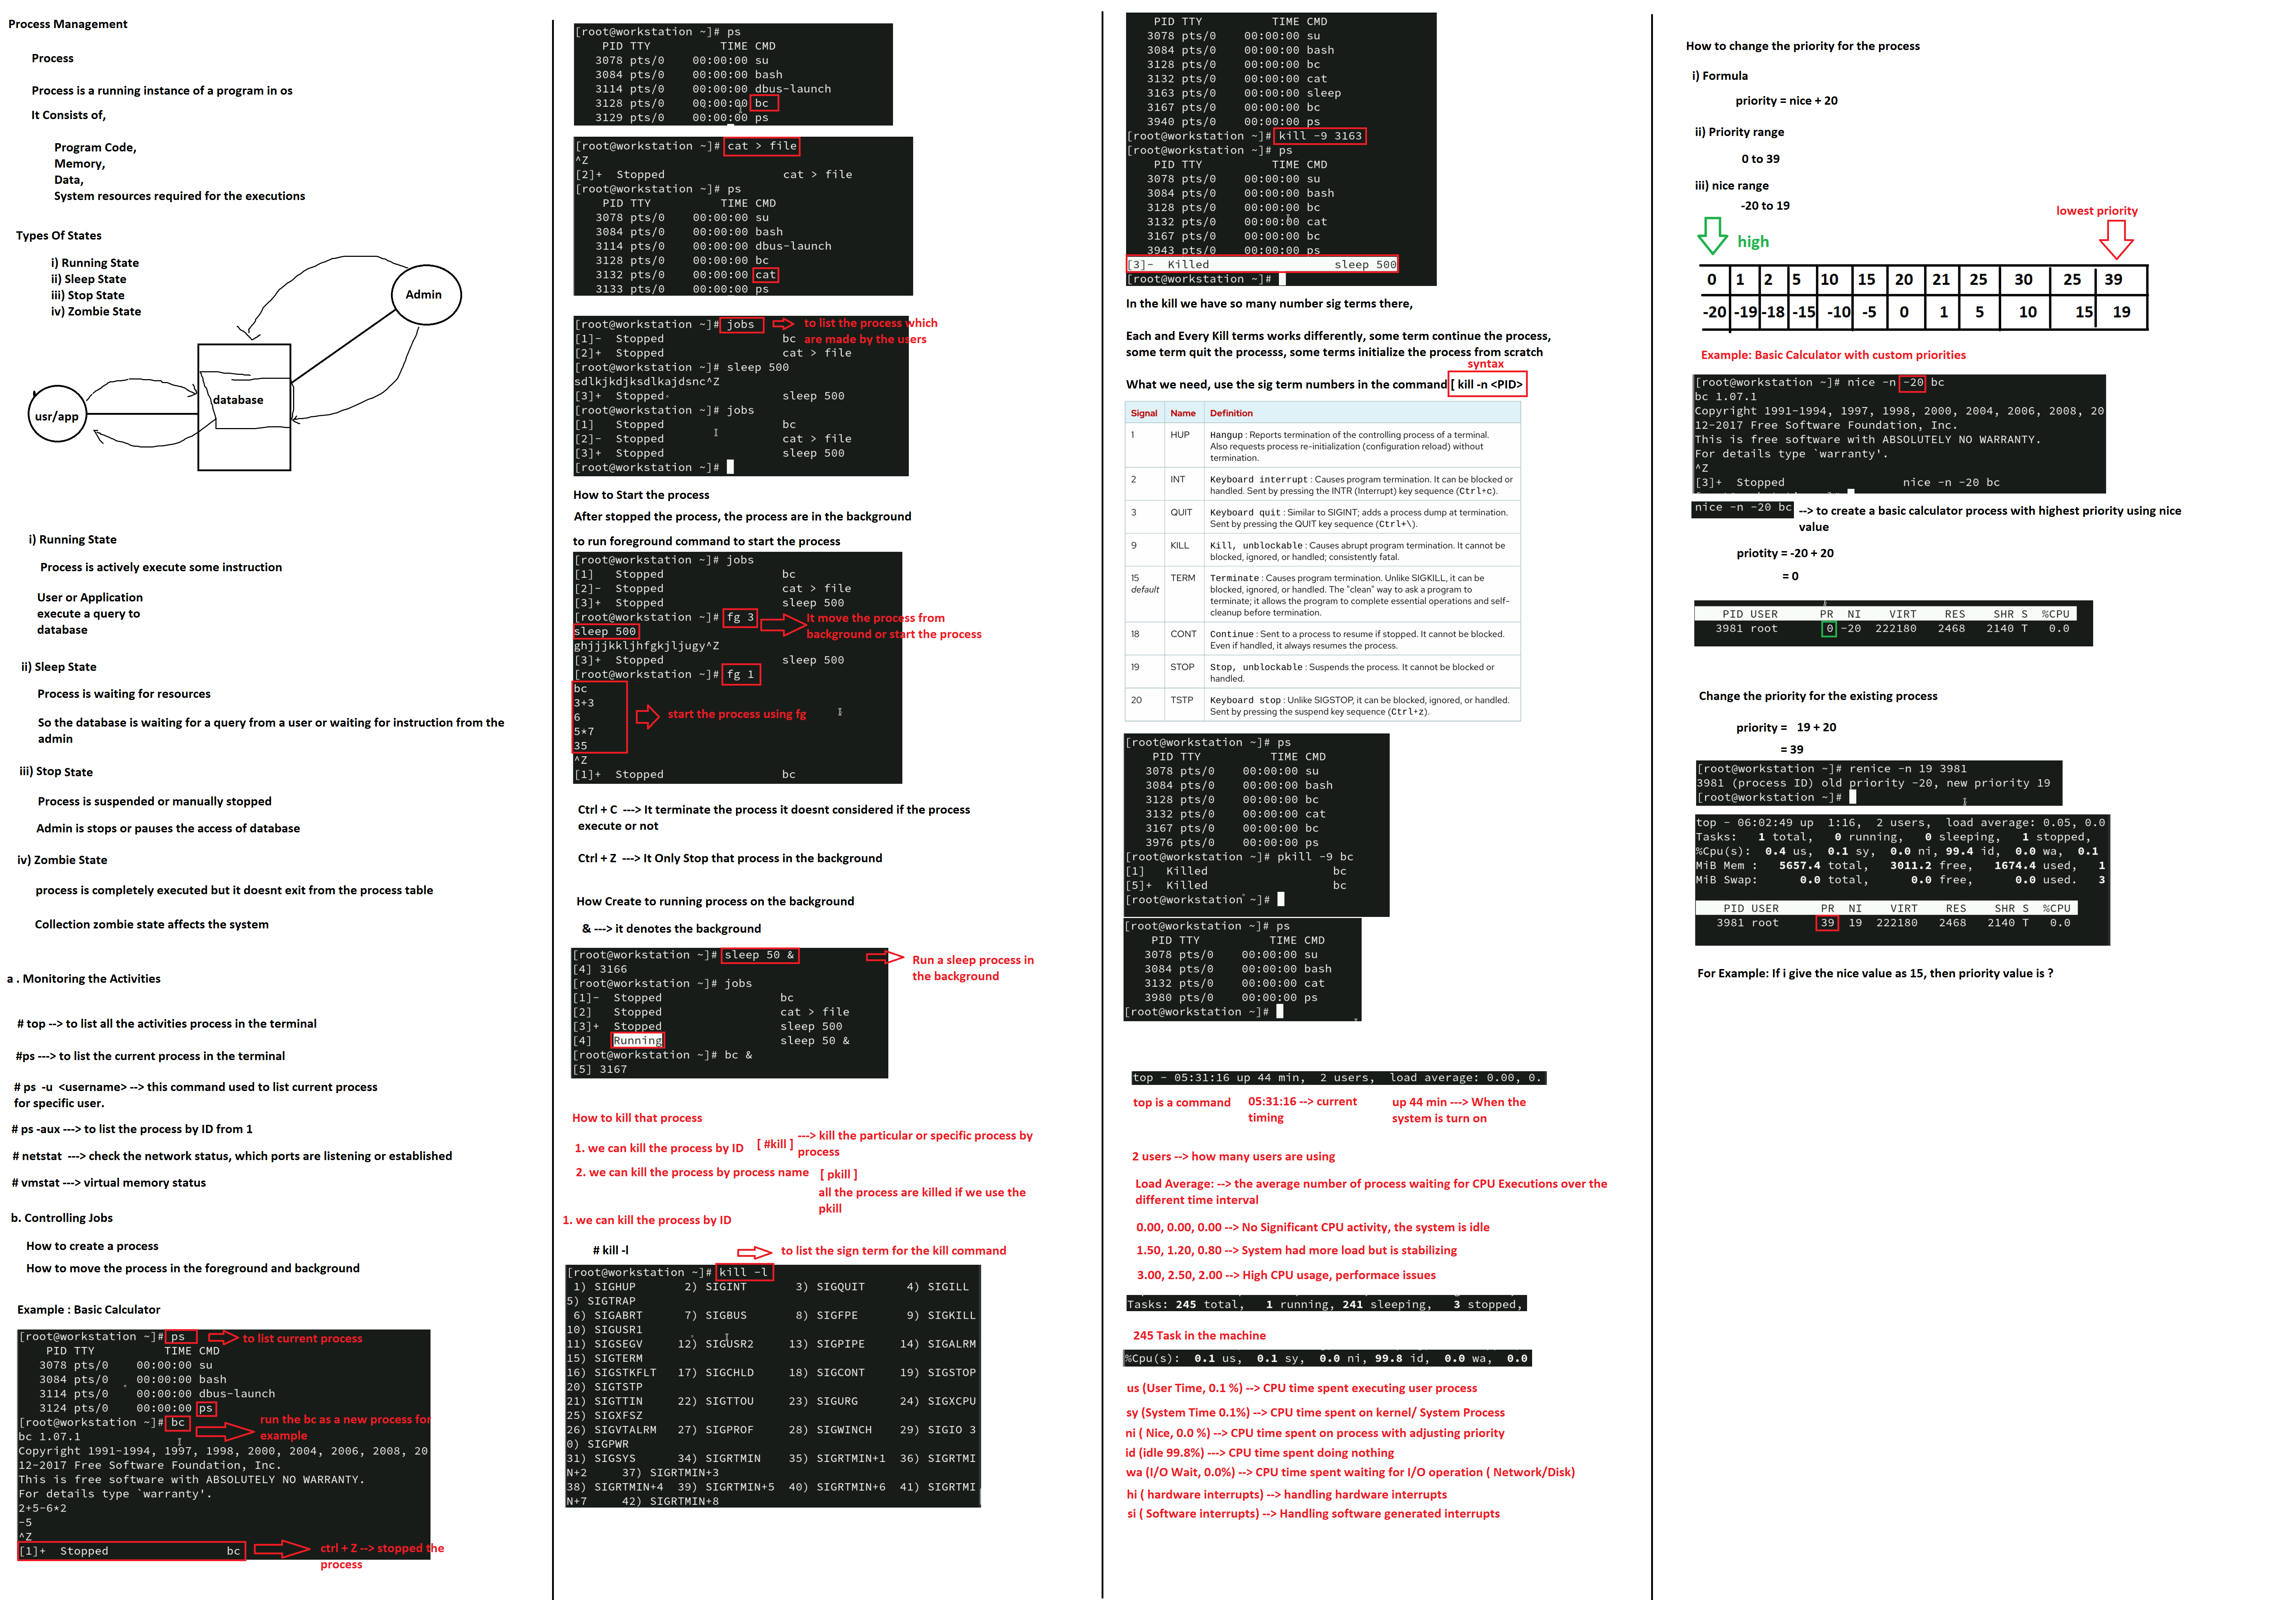 Process Management
Process
Process is a running instance of a program in os
It Consists of,
Program Code,
Memory,
Data,
System resources required for the executions
Types Of States
i) Running State
ii) Sleep State
iii) Stop State
iv) Zombie State
Admin
database
usr/app
i) Running State
Process is actively execute some instruction
User or Application
execute a query to
database
ii) Sleep State
Process is waiting for resources
So the database is waiting for a query from a user or waiting for instruction from the
admin
iii) Stop State
Process is suspended or manually stopped
Admin is stops or pauses the access of database
iv) Zombie State
process is completely executed but it doesnt exit from the process table
Collection zombie state affects the system
a . Monitoring the Activities
# top --> to list all the activities process in the terminal
#ps ---> to list the current process in the terminal
# ps -u <username> --> this command used to list current process
for specific user.
# ps -aux ---> to list the process by ID from 1
# netstat ---> check the network status, which ports are listening or established
# vmstat ---> virtual memory status
b. Controlling Jobs
How to create a process
How to move the process in the foreground and background
Example : Basic Calculator
[root@workstation ~]# ps
to list current process
PID TTY TIME CMD
3078 pts/0 00:00:00 su
3084 pts/0 00:00:00 bash
3114 pts/0 00:00:00 dbus-launch
3124 pts/0 00:00:00 ps
[root@workstation ~]# bc
run the bc as a new process for
example
bc 1.07.1
Copyright 1991-1994, 1997, 1998, 2000, 2004, 2006, 2008, 20
12-2017 Free Software Foundation, Inc.
This is free software with ABSOLUTELY NO WARRANTY.
For details type `warranty'.
2+5-6*2
-5
^Z
[1]+ Stopped bc
ctrl + Z --> stopped the
process
[root@workstation ~]# ps
PID TTY TIME CMD
3078 pts/0 00:00:00 su
3084 pts/0 00:00:00 bash
3114 pts/0 00:00:00 dbus-launch
3128 pts/0 00:00:00 bc
3129 pts/0 00:00:00 ps
[root@workstation ~]# cat > file
^Z
[2]+ Stopped cat > file
[root@workstation ~]# ps
PID TTY TIME CMD
3078 pts/0 00:00:00 su
3084 pts/0 00:00:00 bash
3114 pts/0 00:00:00 dbus-launch
3128 pts/0 00:00:00 bc
3132 pts/0 00:00:00 cat
3133 pts/0 00:00:00 ps
[root@workstation ~]# jobs
to list the process which
are made by the users
[1]- Stopped bc
[2]+ Stopped cat > file
[root@workstation ~]# sleep 500
sdlkjkdjksdlkajdsnc^Z
[3]+ Stopped sleep 500
[root@workstation ~]# jobs
[1] Stopped bc
[2]- Stopped cat > file
[3]+ Stopped sleep 500
[root@workstation ~]#
How to Start the process
After stopped the process, the process are in the background
to run foreground command to start the process
[root@workstation ~]# jobs
[1] Stopped bc
[2]- Stopped cat > file
[3]+ Stopped sleep 500
[root@workstation ~]# fg 3
It move the process from
background or start the process
sleep 500
ghjjjkkljhfgkjljugy^Z
[3]+ Stopped sleep 500
[root@workstation ~]# fg 1
bc
3+3
6
start the process using fg
5*7
35
^Z
[1]+ Stopped bc
Ctrl + C ---> It terminate the process it doesnt considered if the process
execute or not
Ctrl + Z ---> It Only Stop that process in the background
How Create to running process on the background
& ---> it denotes the background
[root@workstation ~]# sleep 50 &
Run a sleep process in
the background
[4] 3166
[root@workstation ~]# jobs
[1]- Stopped bc
[2] Stopped cat > file
[3]+ Stopped sleep 500
[4] Running sleep 50 &
[root@workstation ~]# bc &
[5] 3167
How to kill that process
1. we can kill the process by ID [ #kill ] ---> kill the particular or specific process by
process
2. we can kill the process by process name [ pkill ]
all the process are killed if we use the
pkill
1. we can kill the process by ID
# kill -l
to list the sign term for the kill command
[root@workstation ~]# kill -l
1) SIGHUP 2) SIGINT 3) SIGQUIT 4) SIGILL
5) SIGTRAP
6) SIGABRT 7) SIGBUS 8) SIGFPE 9) SIGKILL
10) SIGUSR1
11) SIGSEGV 12) SIGUSR2 13) SIGPIPE 14) SIGALRM
15) SIGTERM
16) SIGSTKFLT 17) SIGCHLD 18) SIGCONT 19) SIGSTOP
20) SIGTSTP
21) SIGTTIN 22) SIGTTOU 23) SIGURG 24) SIGXCPU
25) SIGXFSZ
26) SIGVTALRM 27) SIGPROF 28) SIGWINCH 29) SIGIO 3
0) SIGPWR
31) SIGSYS 34) SIGRTMIN 35) SIGRTMIN+1 36) SIGRTMI
N+2 37) SIGRTMIN+3
38) SIGRTMIN+4 39) SIGRTMIN+5 40) SIGRTMIN+6 41) SIGRTMI
N+7 42) SIGRTMIN+8
PID TTY TIME CMD
3078 pts/0 00:00:00 su
3084 pts/0 00:00:00 bash
3128 pts/0 00:00:00 bc
3132 pts/0 00:00:00 cat
3163 pts/0 00:00:00 sleep
3167 pts/0 00:00:00 bc
3940 pts/0 00:00:00 ps
[root@workstation ~]# kill -9 3163
[root@workstation ~]# ps
PID TTY TIME CMD
3078 pts/0 00:00:00 su
3084 pts/0 00:00:00 bash
3128 pts/0 00:00:00 bc
3132 pts/0 00:00:00 cat
3167 pts/0 00:00:00 bc
3943 pts/0 00:00:00 ps
[3]- Killed sleep 500
[root@workstation ~]#
In the kill we have so many number sig terms there,
Each and Every Kill terms works differently, some term continue the process,
some term quit the processs, some terms initialize the process from scratch
syntax
What we need, use the sig term numbers in the command [ kill -n <PID>
Signal Name Definition
1 HUP Hangup : Reports termination of the controlling process of a terminal.
Also requests process re-initialization (configuration reload) without
termination.
2 INT Keyboard interrupt : Causes program termination. It can be blocked or
handled. Sent by pressing the INTR (Interrupt) key sequence (Ctrl+c).
3 QUIT Keyboard quit : Similar to SIGINT; adds a process dump at termination.
Sent by pressing the QUIT key sequence (Ctrl+\).
9 KILL Kill, unblockable : Causes abrupt program termination. It cannot be
blocked, ignored, or handled; consistently fatal.
15 TERM Terminate : Causes program termination. Unlike SIGKILL, it can be
default blocked, ignored, or handled. The "clean" way to ask a program to
terminate; it allows the program to complete essential operations and self-
cleanup before termination.
18 CONT Continue : Sent to a process to resume if stopped. It cannot be blocked.
Even if handled, it always resumes the process.
19 STOP Stop, unblockable : Suspends the process. It cannot be blocked or
handled.
20 TSTP Keyboard stop : Unlike SIGSTOP, it can be blocked, ignored, or handled.
Sent by pressing the suspend key sequence (Ctrl+z).
[root@workstation ~]# ps
PID TTY TIME CMD
3078 pts/0 00:00:00 su
3084 pts/0 00:00:00 bash
3128 pts/0 00:00:00 bc
3132 pts/0 00:00:00 cat
3167 pts/0 00:00:00 bc
3976 pts/0 00:00:00 ps
[root@workstation ~]# pkill -9 bc
[1] Killed bc
[5]+ Killed bc
[root@workstation ~]#
[root@workstation ~]# ps
PID TTY TIME CMD
3078 pts/0 00:00:00 su
3084 pts/0 00:00:00 bash
3132 pts/0 00:00:00 cat
3980 pts/0 00:00:00 ps
[root@workstation ~]#
top - 05:31:16 up 44 min, 2 users, load average: 0.00, 0.
top is a command
05:31:16 --> current
timing
up 44 min ---> When the
system is turn on
2 users --> how many users are using
Load Average: --> the average number of process waiting for CPU Executions over the
different time interval
0.00, 0.00, 0.00 --> No Significant CPU activity, the system is idle
1.50, 1.20, 0.80 --> System had more load but is stabilizing
3.00, 2.50, 2.00 --> High CPU usage, performace issues
Tasks: 245 total, 1 running, 241 sleeping, 3 stopped,
245 Task in the machine
%Cpu(s): 0.1 us, 0.1 sy, 0.0 ni, 99.8 id, 0.0 wa, 0.0
us (User Time, 0.1 %) --> CPU time spent executing user process
sy (System Time 0.1%) --> CPU time spent on kernel/ System Process
ni ( Nice, 0.0 %) --> CPU time spent on process with adjusting priority
id (idle 99.8%) ---> CPU time spent doing nothing
wa (I/O Wait, 0.0%) --> CPU time spent waiting for I/O operation ( Network/Disk)
hi ( hardware interrupts) --> handling hardware interrupts
si ( Software interrupts) --> Handling software generated interrupts
How to change the priority for the process
i) Formula
priority = nice + 20
ii) Priority range
0 to 39
iii) nice range
-20 to 19
lowest priority
high
0 1 2 5 10 15 20 21 25 30 25 39
-20 -19 -18 -15 -10 -5 0 1 5 10 15 19
Example: Basic Calculator with custom priorities
[root@workstation ~]# nice -n -20 bc
bc 1.07.1
Copyright 1991-1994, 1997, 1998, 2000, 2004, 2006, 2008, 20
12-2017 Free Software Foundation, Inc.
This is free software with ABSOLUTELY NO WARRANTY.
For details type `warranty'.
^Z
[3]+ Stopped nice -n -20 bc
nice -n -20 bc --> to create a basic calculator process with highest priority using nice
value
priotity = -20 + 20
= 0
PID USER PR NI VIRT RES SHR S %CPU
3981 root 0 -20 222180 2468 2140 T 0.0
Change the priority for the existing process
priority = 19 + 20
= 39
[root@workstation ~]# renice -n 19 3981
3981 (process ID) old priority -20, new priority 19
[root@workstation ~]#
top - 06:02:49 up 1:16, 2 users, load average: 0.05, 0.0
Tasks: 1 total, 0 running, 0 sleeping, 1 stopped,
%Cpu(s): 0.4 us, 0.1 sy, 0.0 ni, 99.4 id, 0.0 wa, 0.1
MiB Mem : 5657.4 total, 3011.2 free, 1674.4 used, 1
MiB Swap: 0.0 total, 0.0 free, 0.0 used. 3
PID USER PR NI VIRT RES SHR S %CPU
3981 root 39 19 222180 2468 2140 T 0.0
For Example: If i give the nice value as 15, then priority value is ?